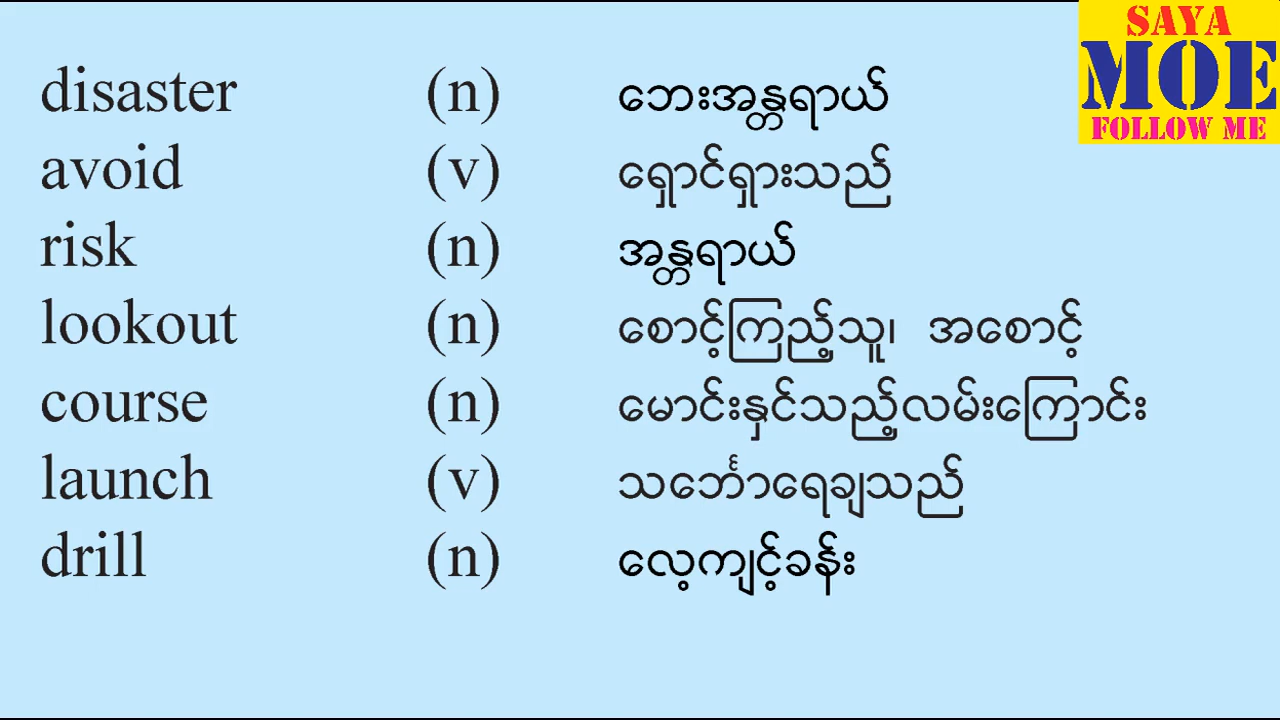 SAYA
MOE
FOLLOW ME
disaster (n) ဘေးအန္တရာယ်
avoid (v) ရှောင်ရှားသည်
risk (n) အန္တရာယ်
lookout (n) စောင့်ကြည့်သူ၊ အစောင့်
course (n) မောင်းနှင်သည့်လမ်းကြောင်း
launch (v) သင်္ဘောရေချသည်
drill (n) လေ့ကျင့်ခန်း